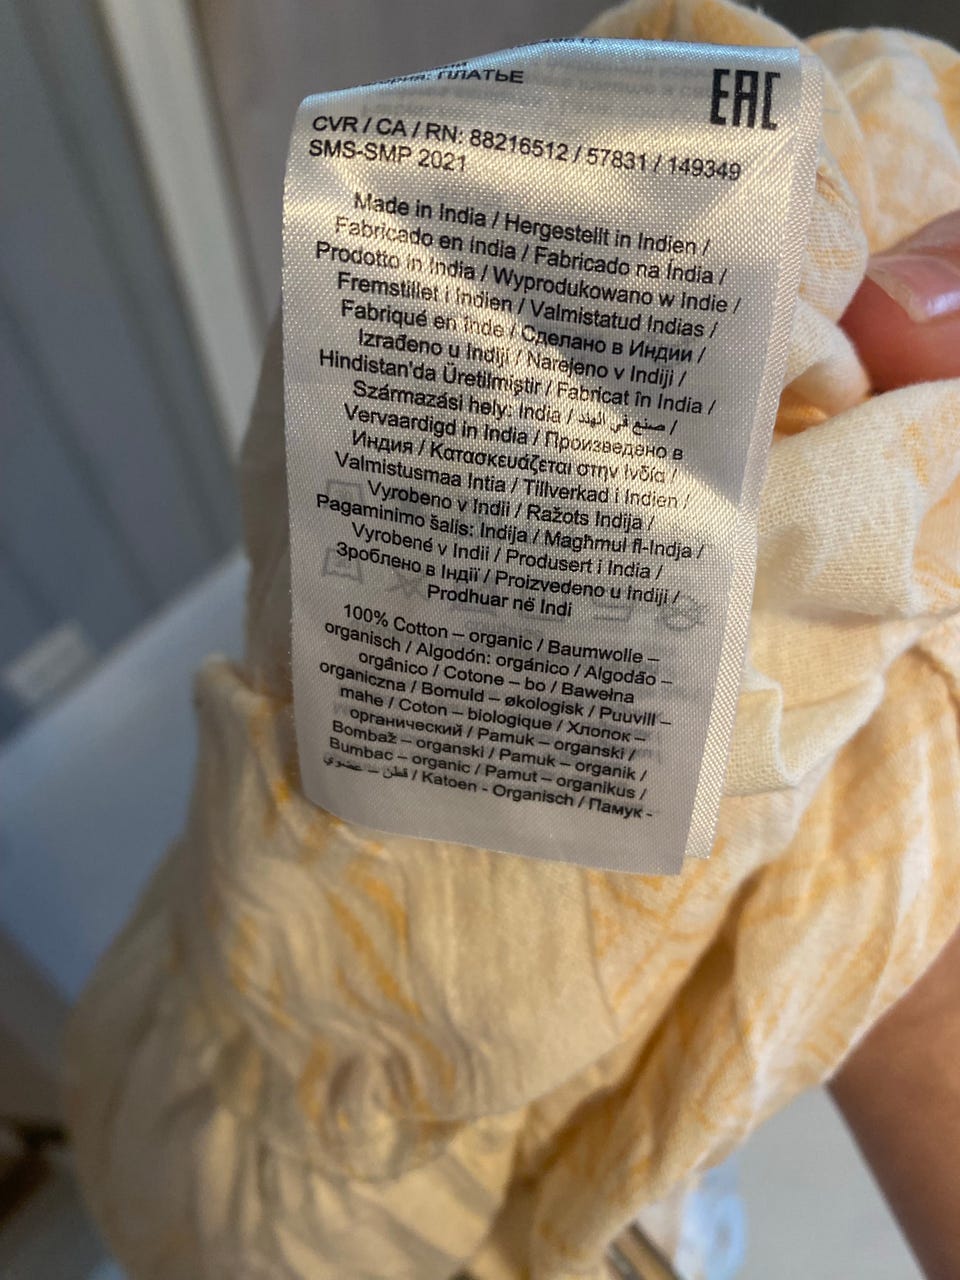 ПЛАТЬЕ
EAC
CVR / CA / RN: 88216512 / 57831 / 149349
SMS-SMP 2021
Made in India / Hergestellt in Indien /
Fabricado en india / Fabricado na Índia /
Prodotto in India / Wyprodukowano w Indie /
Fremstillet i Indien / Valmistatud Indias /
Fabriqué en inde / Сделано в Индии /
Izrađeno u Indiji / Narejeno v Indiji /
Hindistan'da Üretilmiştir / Fabricat în India /
Származási hely: India / صنع في الهند /
Vervaardigd in India / Произведено в
Индия / Κατασκευάζεται στην Ινδία /
Valmistusmaa Intia / Tillverkad i Indien /
Vyrobeno v Indii / Ražots Indija /
Pagaminimo šalis: Indija / Magħmul fl-Indja /
Vyrobené v Indii / Produsert i India /
Зроблено в Індії / Proizvedeno u Indiji /
Prodhuar në Indi
100% Cotton – organic / Baumwolle –
organisch / Algodón: orgánico / Algodão –
orgânico / Cotone – bo / Bawełna
organiczna / Bomuld – økologisk / Puuvill –
mahe / Coton – biologique / Хлопок –
органический / Pamuk – organski /
Bombaž – organski / Pamuk – organik /
Bumbac – organic / Pamut – organikus /
قطن – عضوي / Katoen - Organisch / Памук -